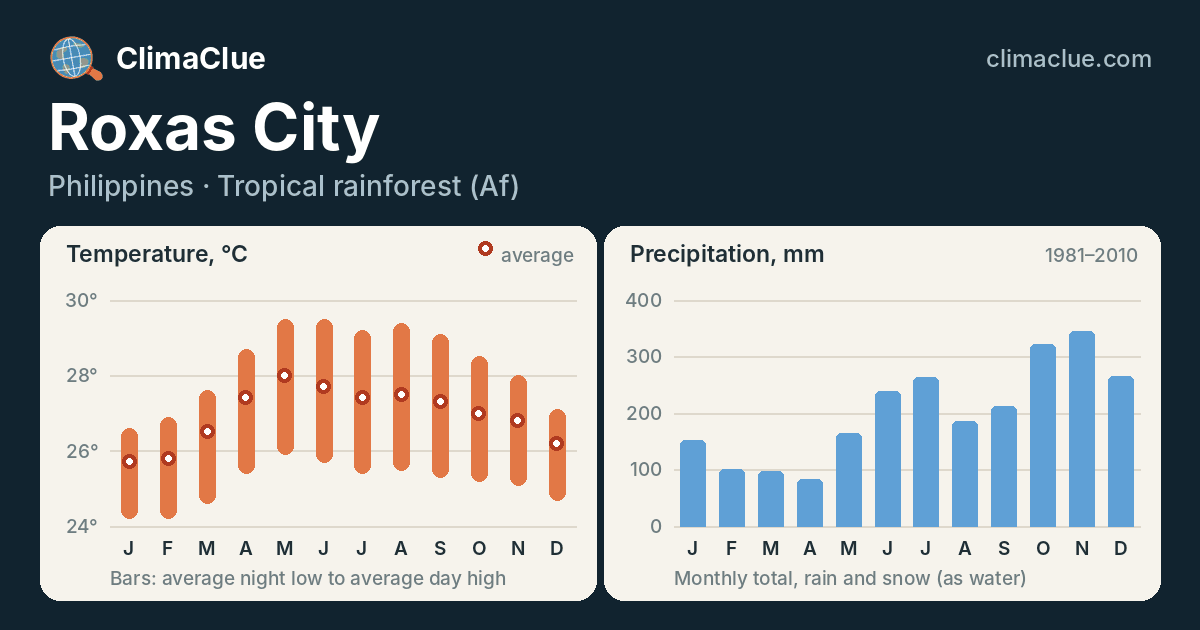 ClimaClue
climaclue.com
Roxas City
Philippines · Tropical rainforest (Af)
Temperature, °C
average
30°
28°
26°
24°
J F M A M J J A S O N D
Bars: average night low to average day high
Precipitation, mm
1981–2010
400
300
200
100
0
J F M A M J J A S O N D
Monthly total, rain and snow (as water)